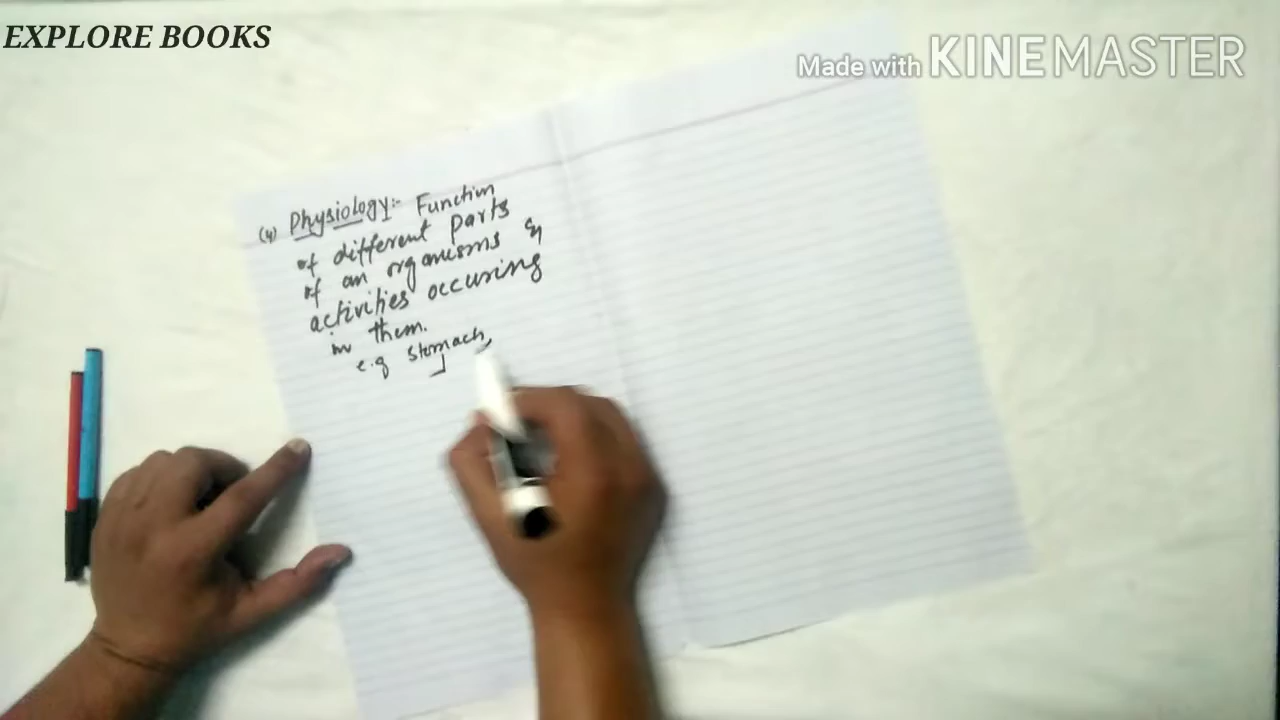 EXPLORE BOOKS
Made with KINEMASTER
(4) Physiology:- Function
of different parts
of an organisms &
activities occuring
in them.
e.g stomach,